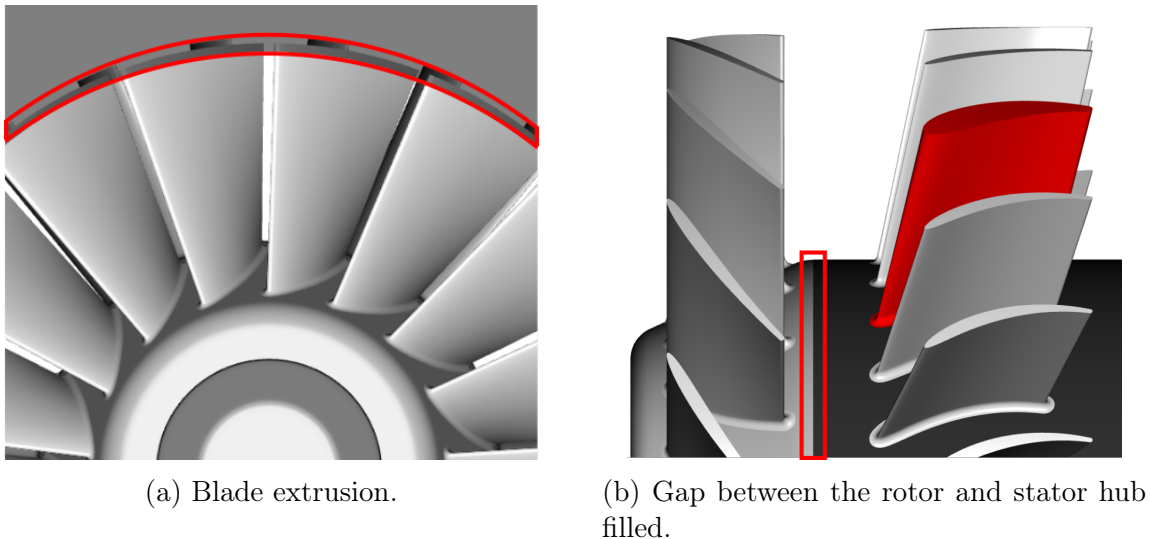 (a) Blade extrusion.
(b) Gap between the rotor and stator hub
filled.